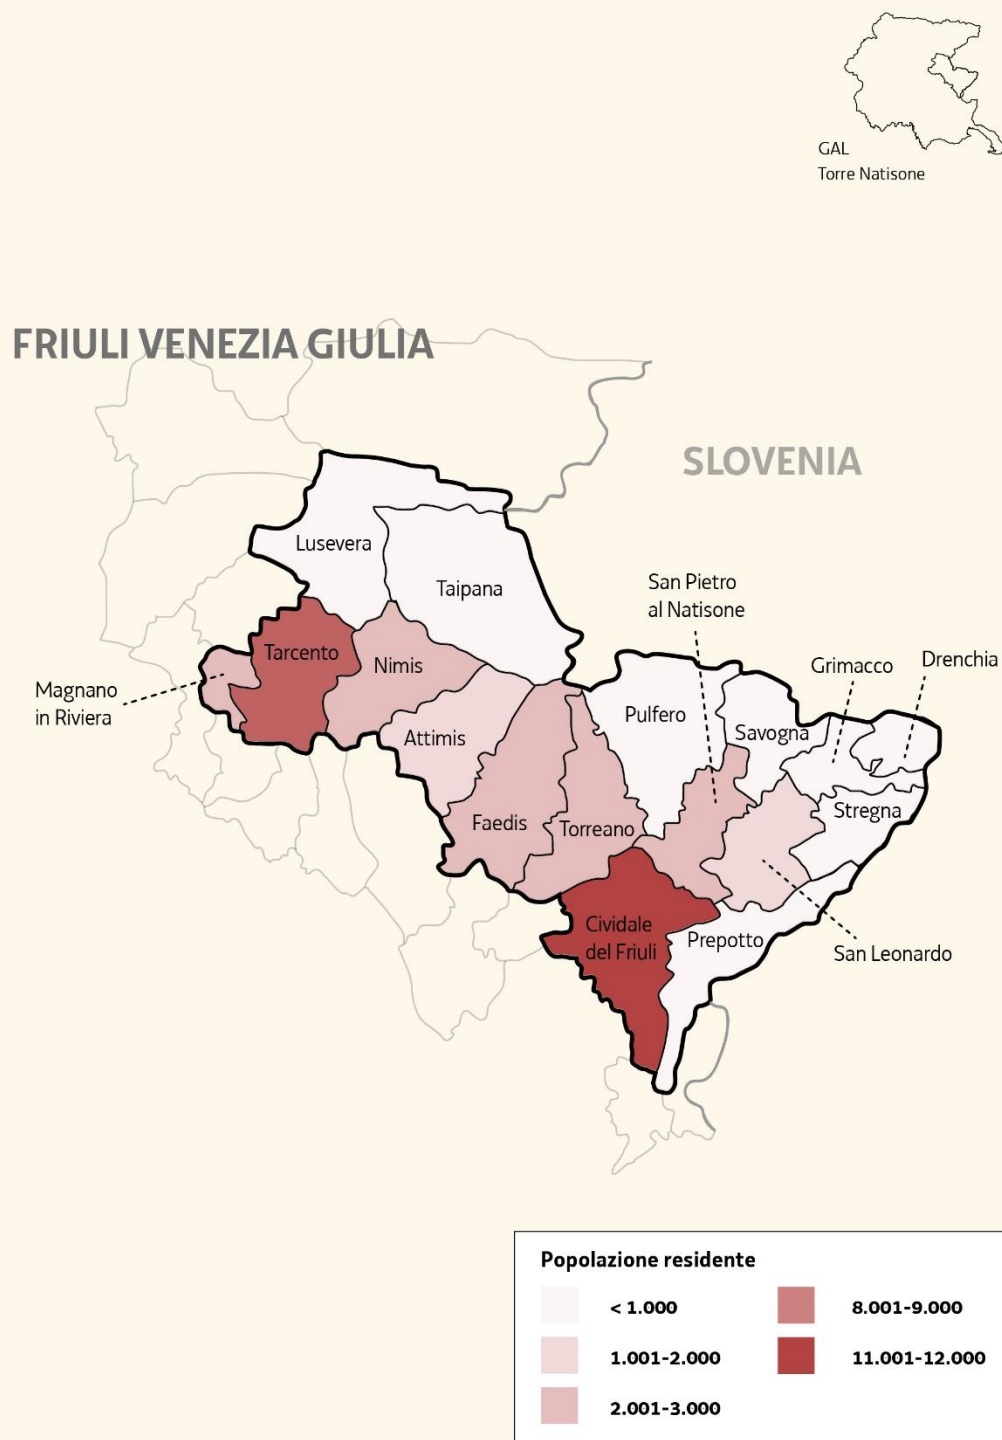 GAL
Torre Natisone
FRIULI VENEZIA GIULIA
SLOVENIA
Lusevera
Taipana
San Pietro
al Natisone
Tarcento
Nimis
Grimacco
Drenchia
Magnano
in Riviera
Pulfero
Savogna
Attimis
Stregna
Faedis
Torreano
Cividale
del Friuli
Prepotto
San Leonardo
Popolazione residente
< 1.000
8.001-9.000
1.001-2.000
11.001-12.000
2.001-3.000